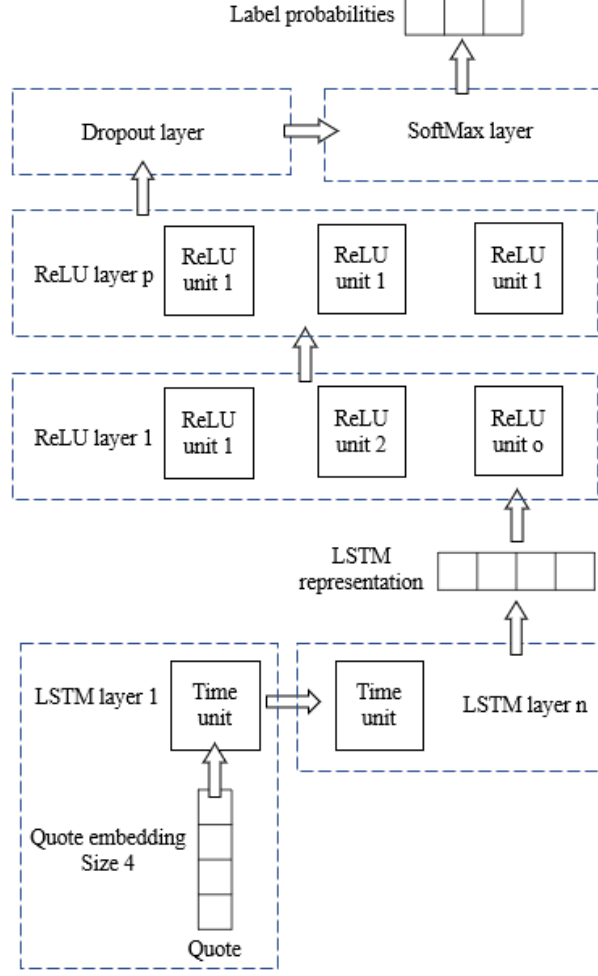 Label probabilities
Dropout layer
SoftMax layer
ReLU layer p
ReLU
unit 1
ReLU
unit 1
ReLU
unit 1
ReLU layer 1
ReLU
unit 1
ReLU
unit 2
ReLU
unit o
LSTM
representation
LSTM layer 1
Time
unit
Time
unit
LSTM layer n
Quote embedding
Size 4
Quote